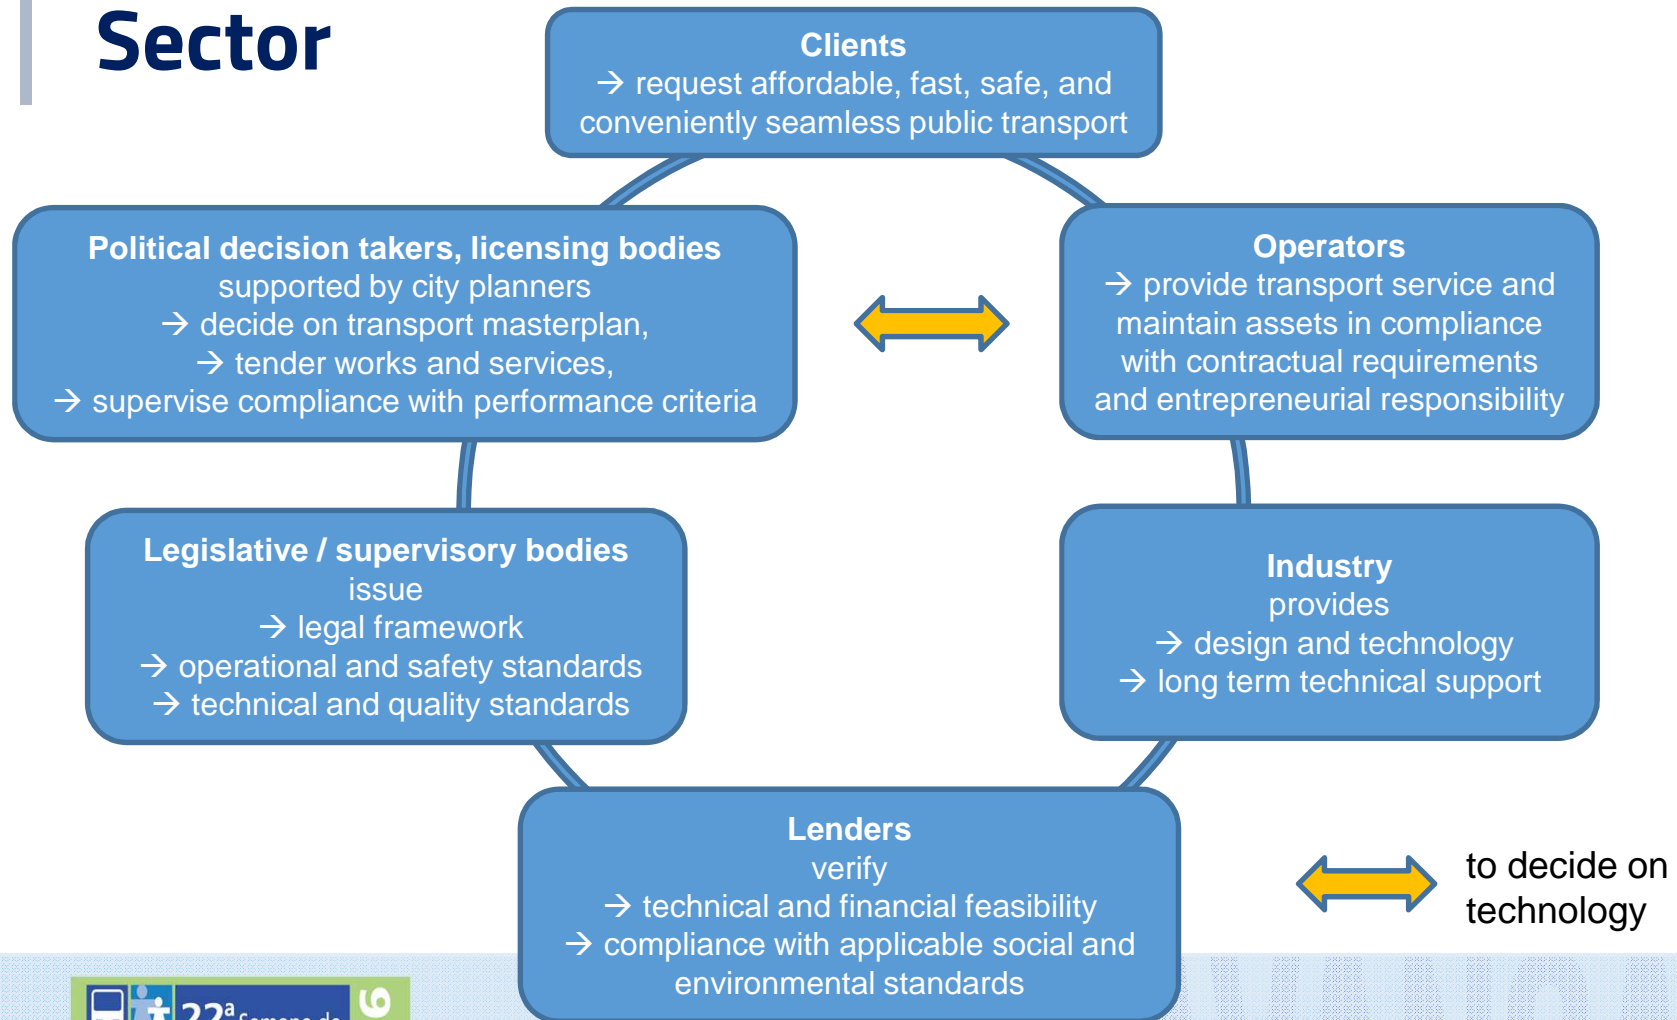 Sector
Clients
→ request affordable, fast, safe, and
conveniently seamless public transport
Political decision takers, licensing bodies
supported by city planners
→ decide on transport masterplan,
→ tender works and services,
→ supervise compliance with performance criteria
Operators
→ provide transport service and
maintain assets in compliance
with contractual requirements
and entrepreneurial responsibility
Legislative / supervisory bodies
issue
→ legal framework
→ operational and safety standards
→ technical and quality standards
Industry
provides
→ design and technology
→ long term technical support
Lenders
verify
→ technical and financial feasibility
→ compliance with applicable social and
environmental standards
to decide on
technology
22ª Semana de